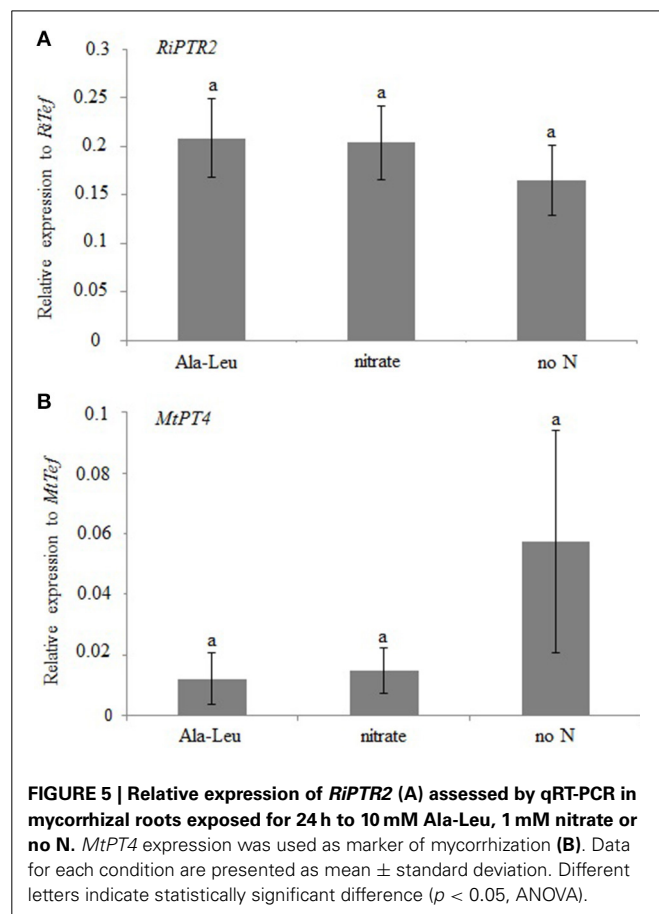 A
RiPTR2
0.3
0.25
0.2
0.15
0.1
0.05
0
Relative expression to RiTef
a
a
a
Ala-Leu
nitrate
no N
B
MtPT4
0.1
0.08
0.06
0.04
0.02
0
Relative expression to MtTef
a
a
a
Ala-Leu
nitrate
no N
FIGURE 5 | Relative expression of RiPTR2 (A) assessed by qRT-PCR in
mycorrhizal roots exposed for 24 h to 10 mM Ala-Leu, 1 mM nitrate or
no N. MtPT4 expression was used as marker of mycorrhization (B). Data
for each condition are presented as mean ± standard deviation. Different
letters indicate statistically significant difference (p < 0.05, ANOVA).